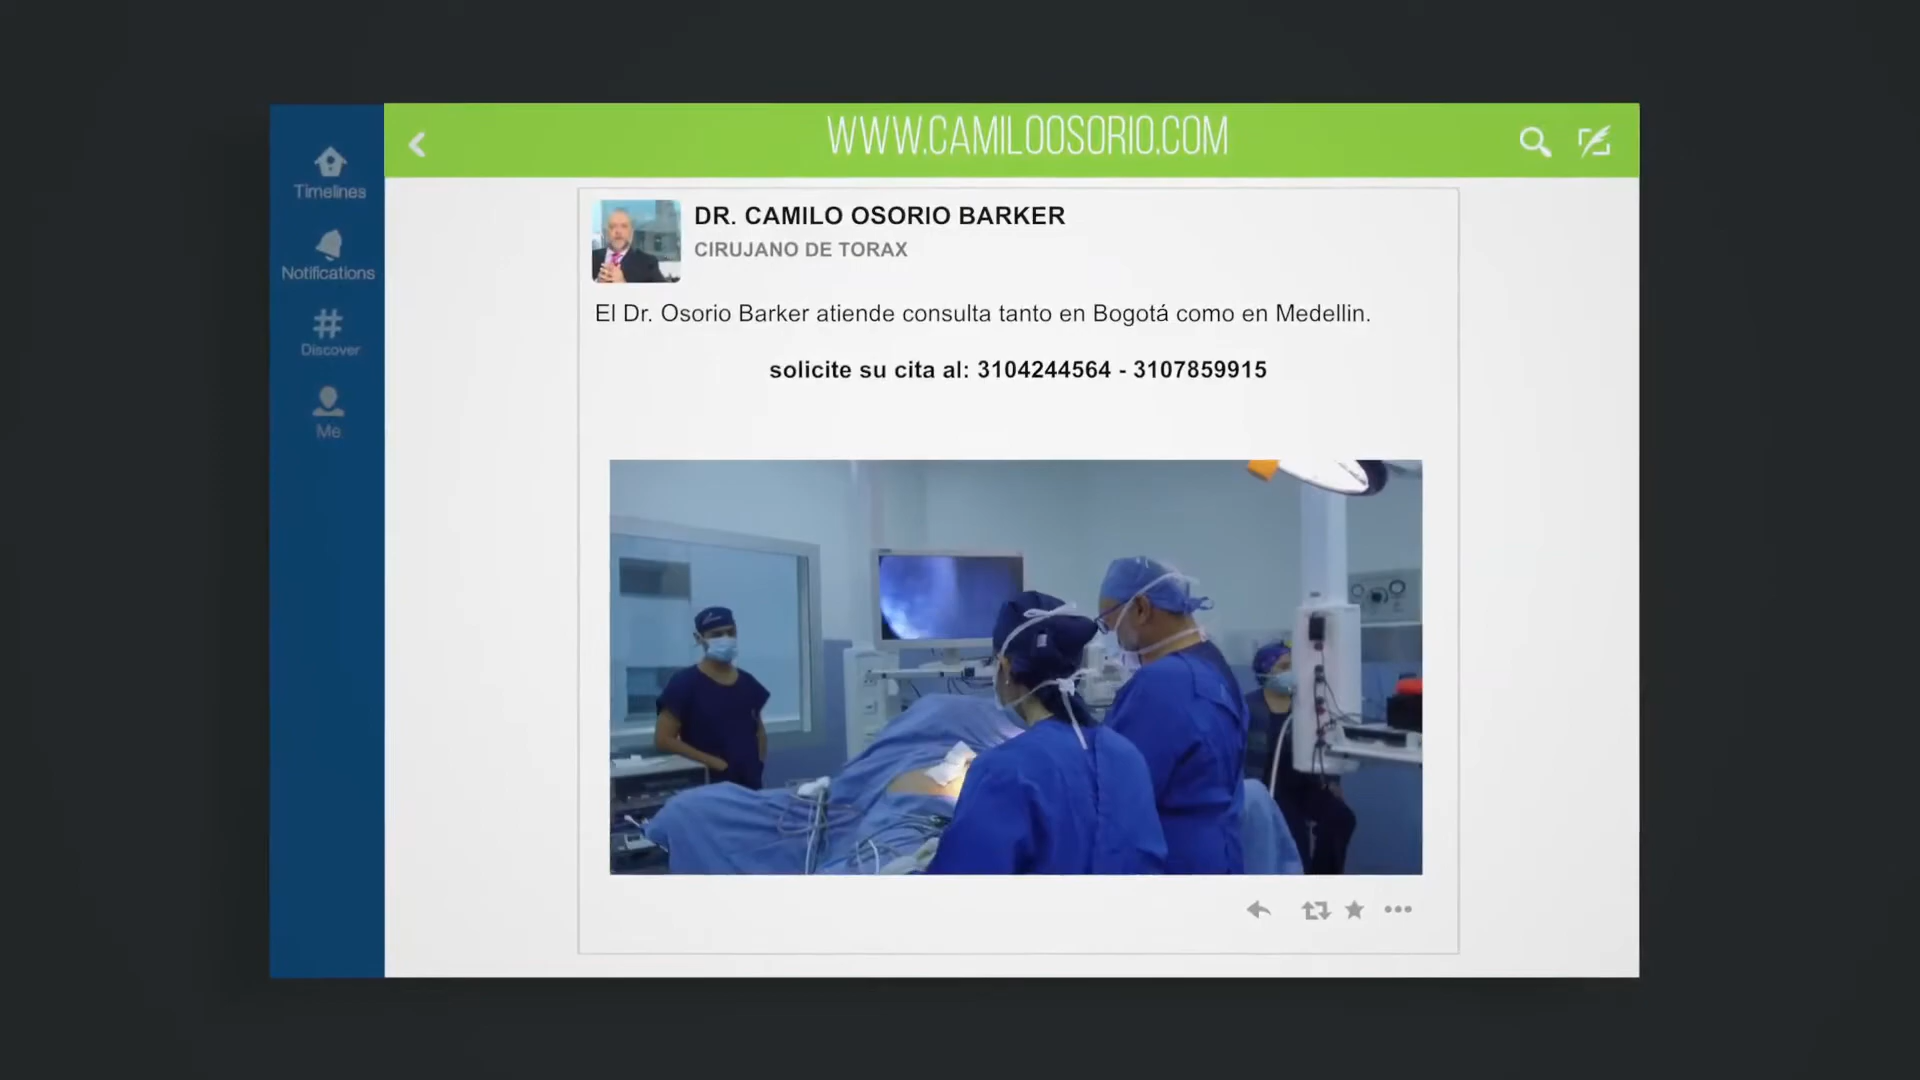 WWW.CAMILOOSORIO.COM
Timelines
Notifications
Discover
Me
DR. CAMILO OSORIO BARKER
CIRUJANO DE TORAX
El Dr. Osorio Barker atiende consulta tanto en Bogotá como en Medellin.
solicite su cita al: 3104244564 - 3107859915